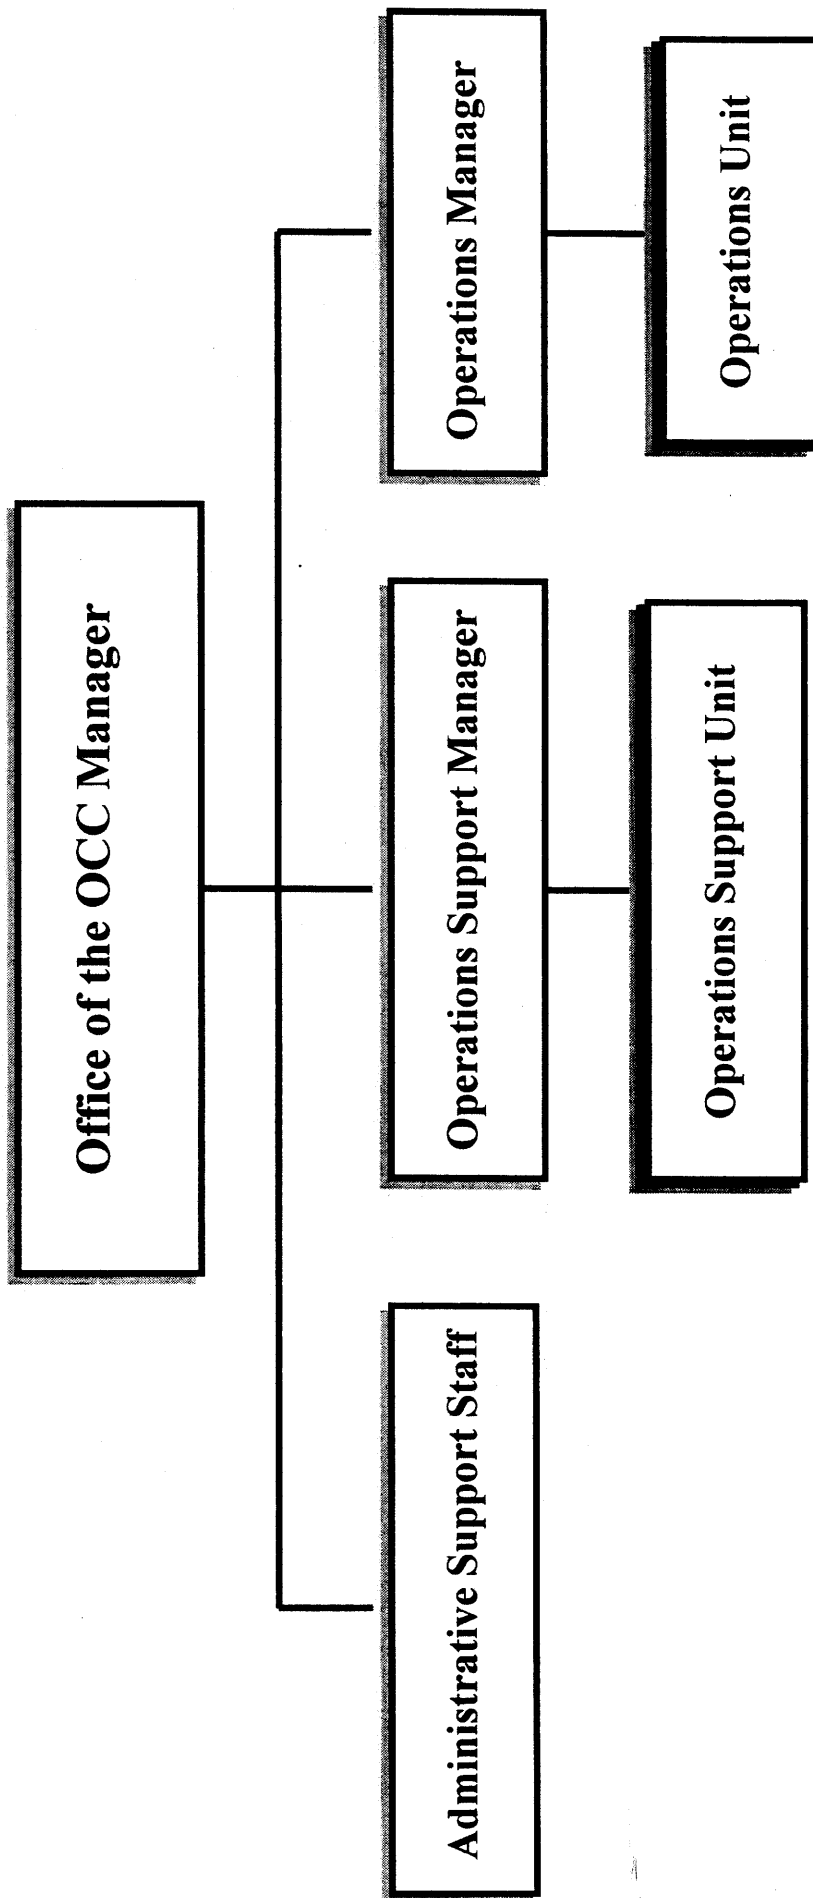 Office of the OCC Manager
Administrative Support Staff
Operations Support Manager
Operations Manager
Operations Support Unit
Operations Unit